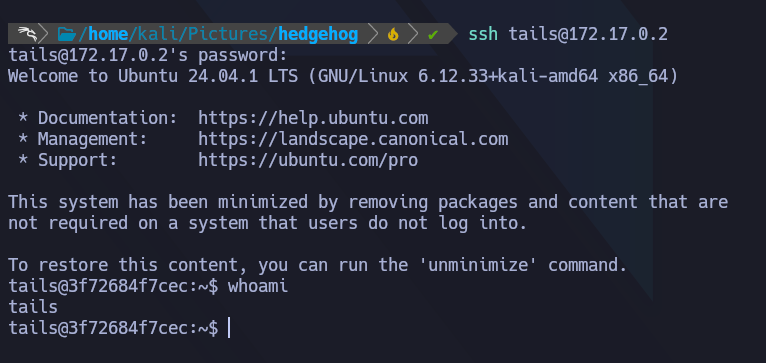 /home/kali/Pictures/hedgehog ✔ ssh tails@172.17.0.2
tails@172.17.0.2's password:
Welcome to Ubuntu 24.04.1 LTS (GNU/Linux 6.12.33+kali-amd64 x86_64)
* Documentation: https://help.ubuntu.com
* Management: https://landscape.canonical.com
* Support: https://ubuntu.com/pro
This system has been minimized by removing packages and content that are
not required on a system that users do not log into.
To restore this content, you can run the 'unminimize' command.
tails@3f72684f7cec:~$ whoami
tails
tails@3f72684f7cec:~$